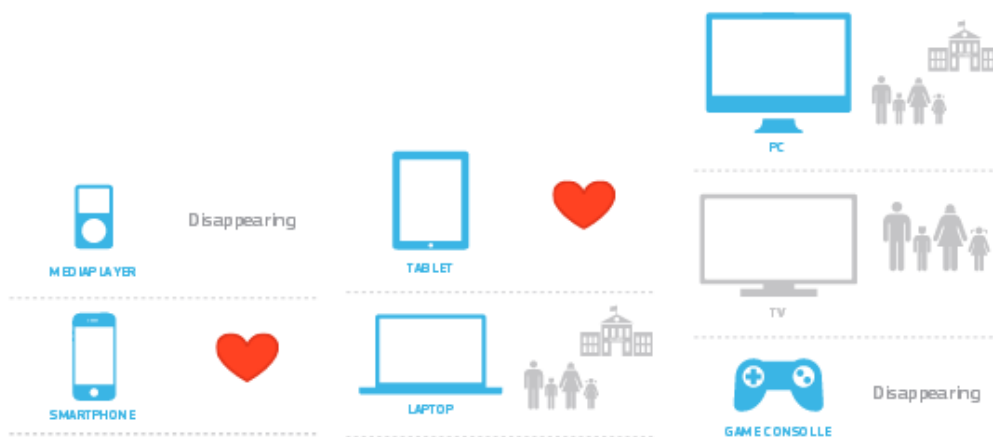 Disappearing
MEDIAPLAYER
SMARTPHONE
TABLET
LAPTOP
PC
TV
Disappearing
GAME CONSOLLE